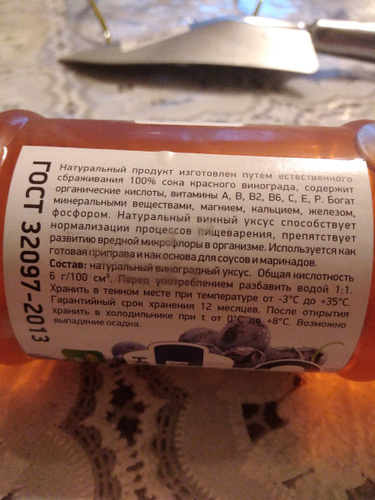 Натуральный продукт изготовлен путем естественного
сбраживания 100% сока красного винограда, содержит
органические кислоты, витамины А, В, В2, В6, С, Е, Р. Богат
минеральными веществами, магнием, кальцием, железом,
фосфором. Натуральный винный уксус способствует
нормализации процессов пищеварения, препятствует
развитию вредной микрофлоры в организме. Используется как
готовая приправа и как основа для соусов и маринадов.
Состав: натуральный виноградный уксус. Общая кислотность
6 г/100 см³. Перед употреблением разбавить водой 1:1.
Хранить в темном месте при температуре от -3°С до +35°С.
Гарантийный срок хранения 12 месяцев. После открытия
хранить в холодильнике при t от 0°С до +8°С. Возможно
выпадение осадка.
ГОСТ 32097-2013